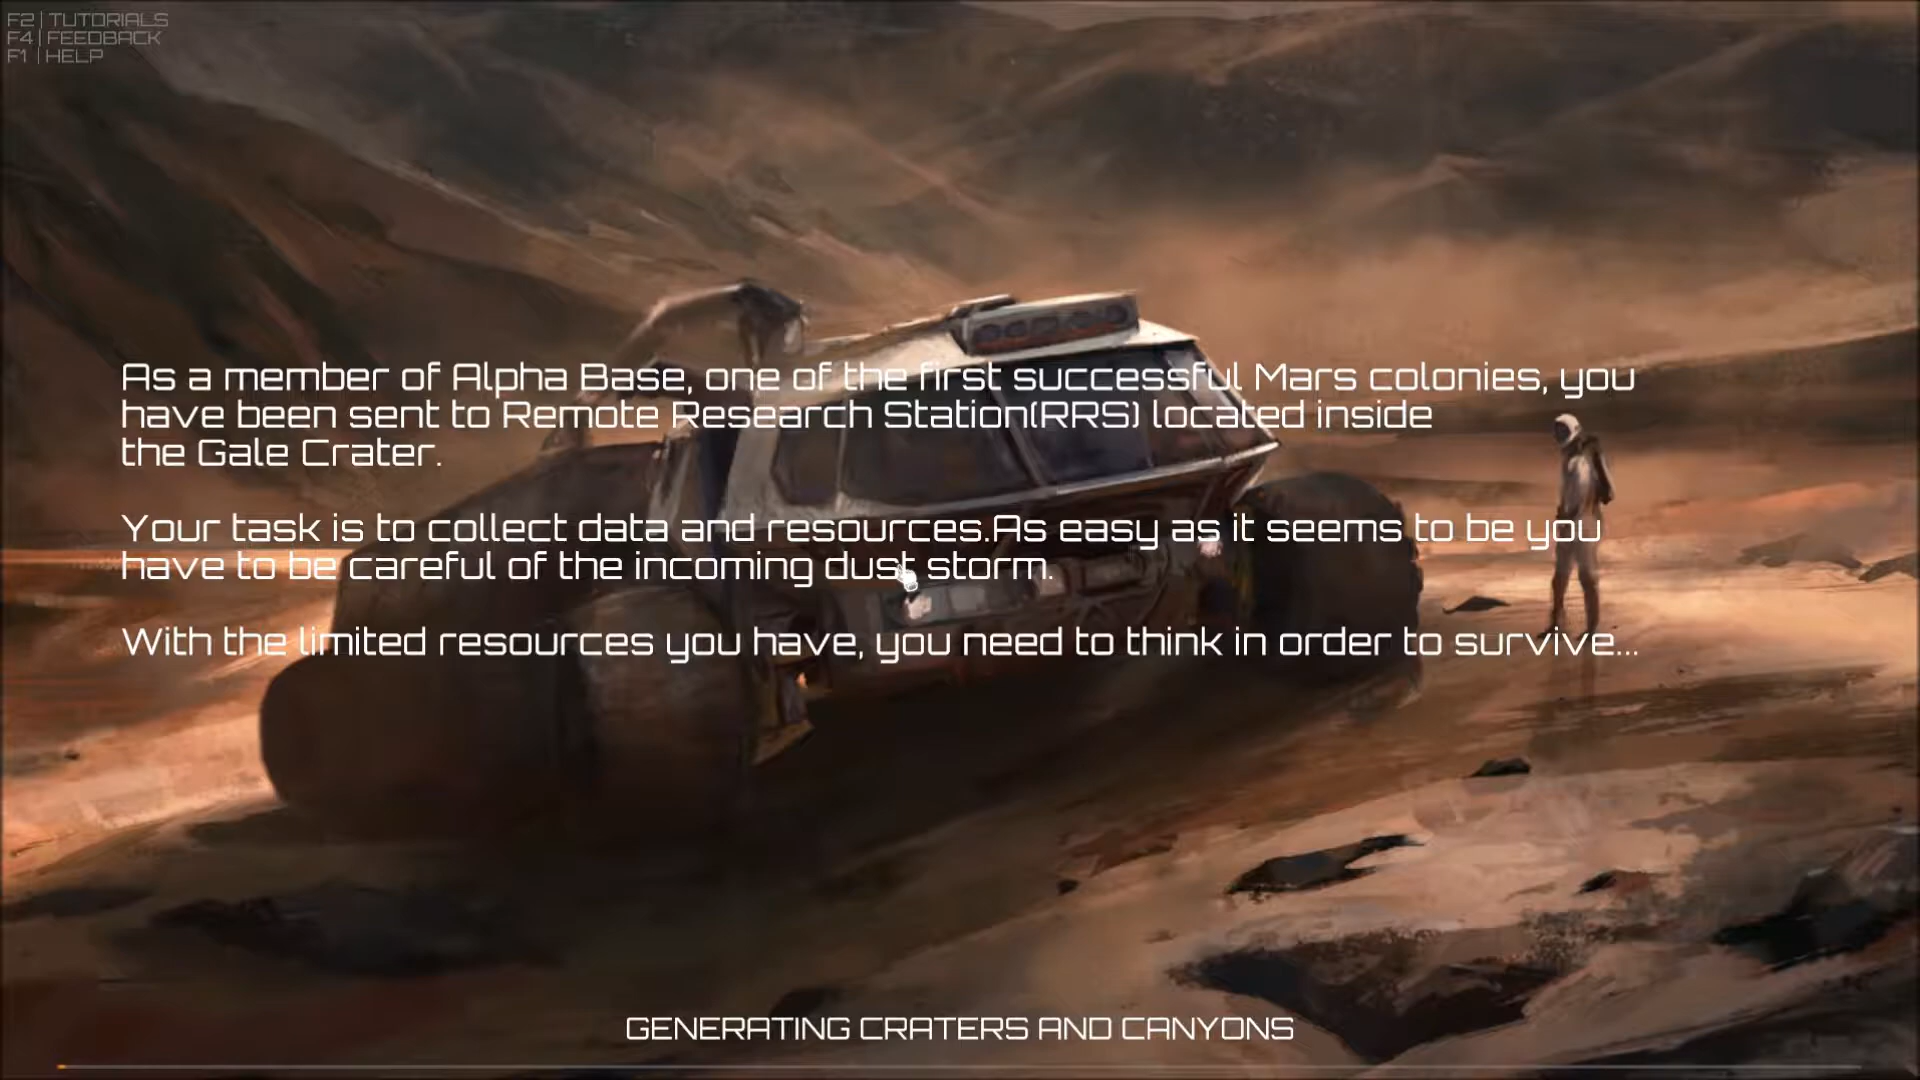 F2 | TUTORIALS
F4 | FEEDBACK
F1 | HELP
As a member of Alpha Base, one of the first successful Mars colonies, you
have been sent to Remote Research Station(RRS) located inside
the Gale Crater.
Your task is to collect data and resources.As easy as it seems to be you
have to be careful of the incoming dust storm.
With the limited resources you have, you need to think in order to survive...
GENERATING CRATERS AND CANYONS